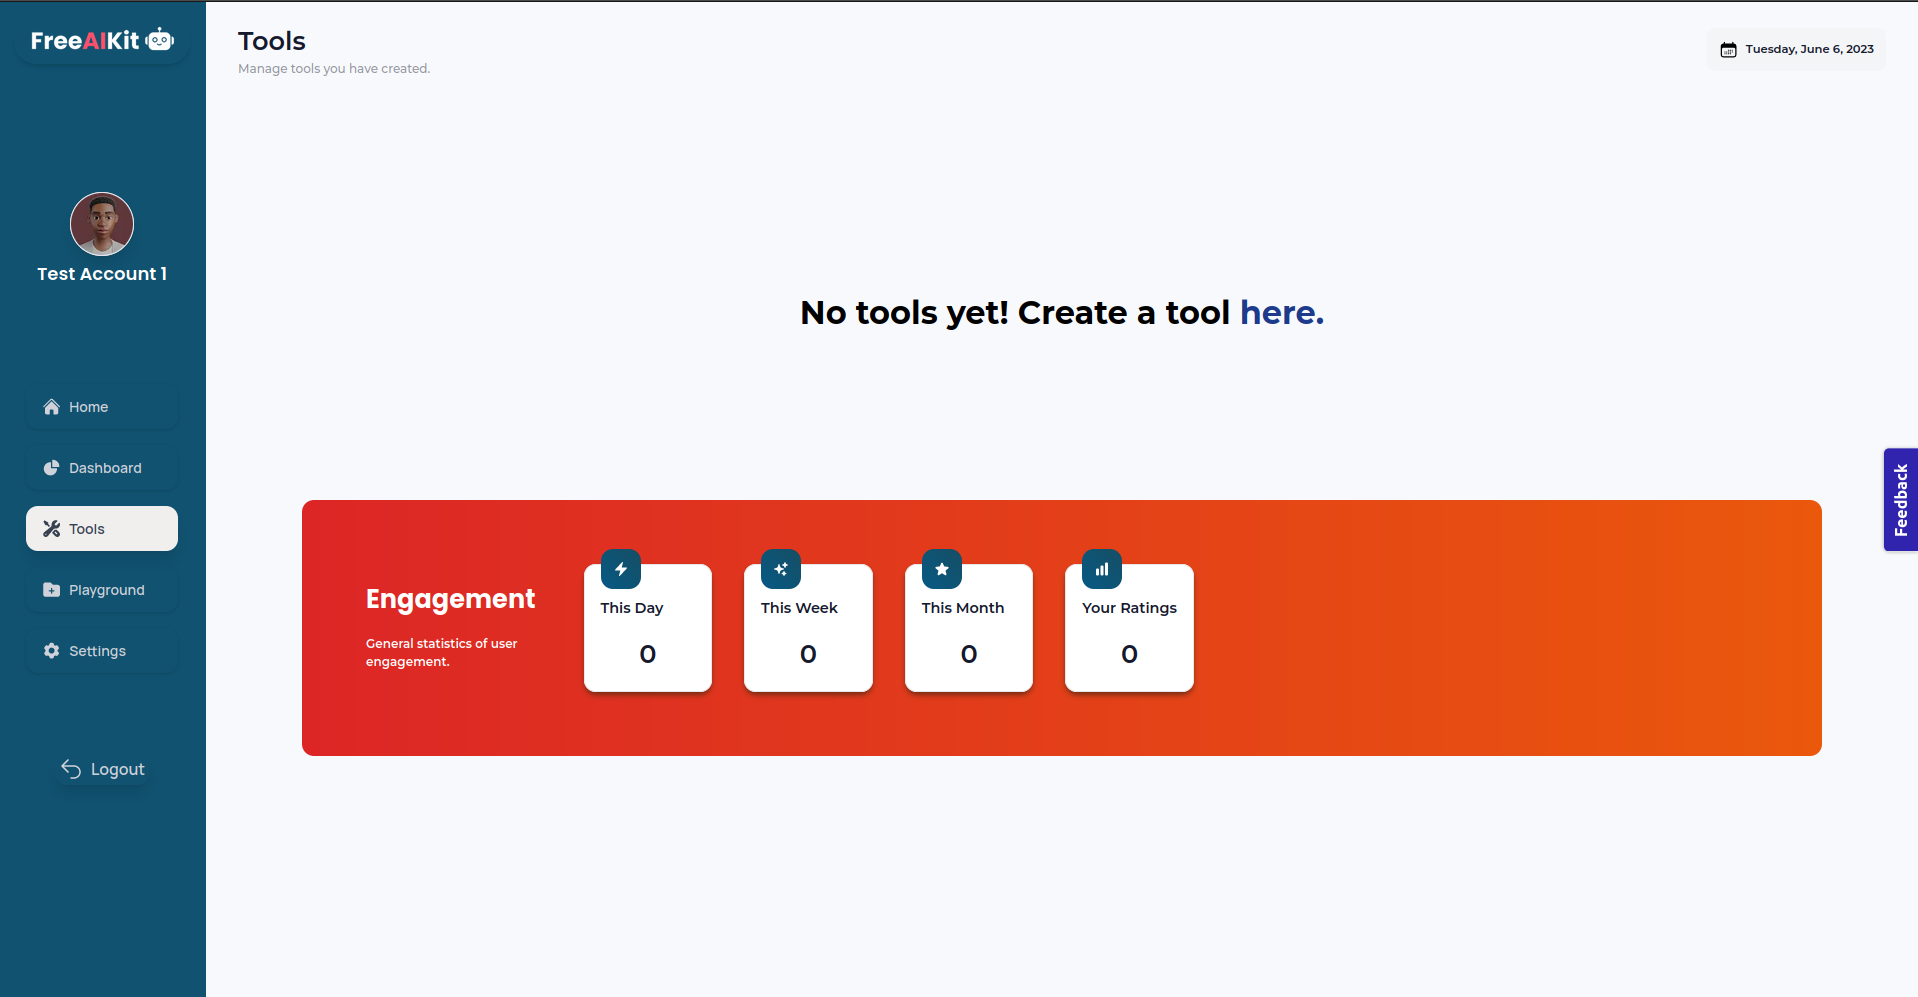 FreeAIKit
Test Account 1
Home
Dashboard
Tools
Playground
Settings
Logout
Tools
Manage tools you have created.
Tuesday, June 6, 2023
No tools yet! Create a tool here.
Engagement
General statistics of user
engagement.
This Day
0
This Week
0
This Month
0
Your Ratings
0
Feedback